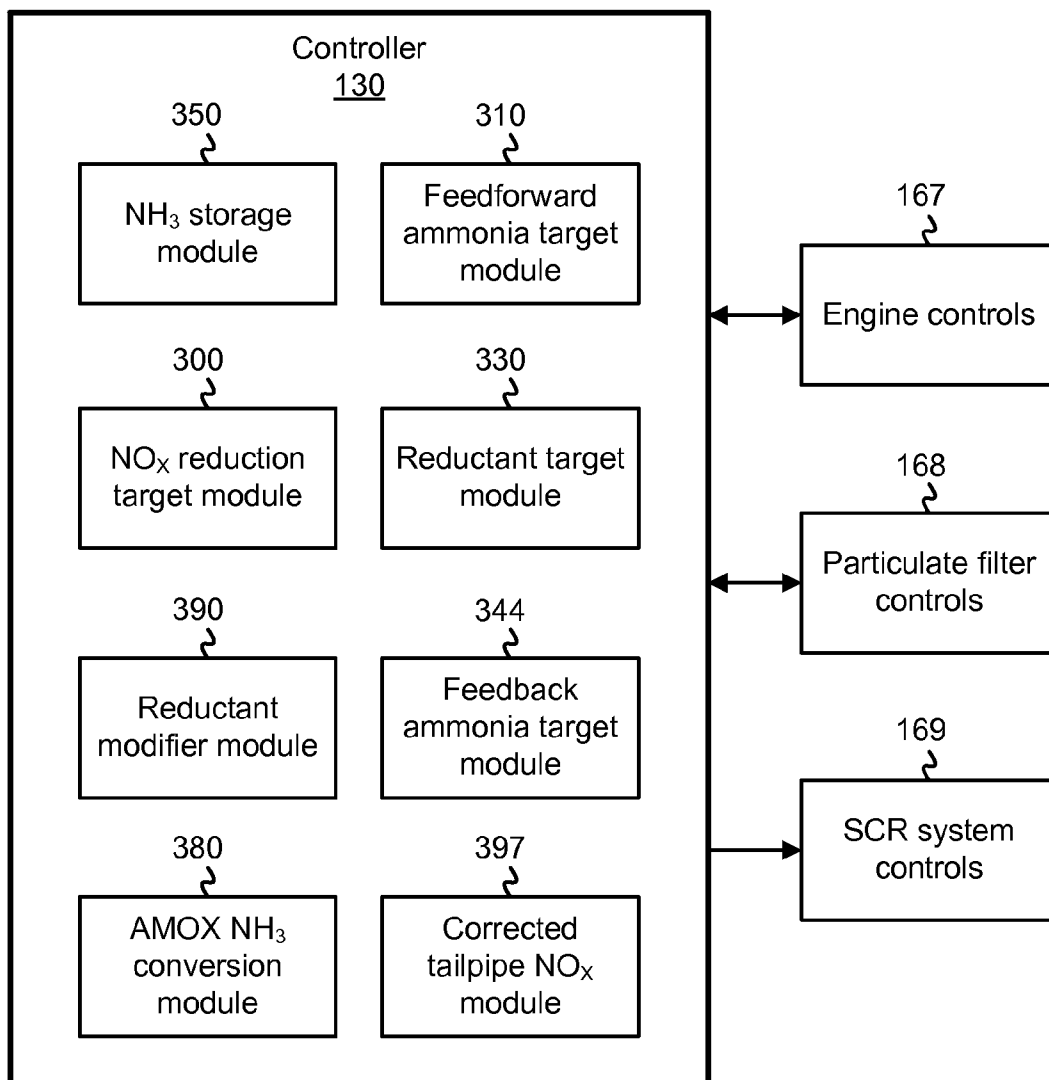 Controller
130
350
NH₃ storage
module
310
Feedforward
ammonia target
module
300
NOₓ reduction
target module
330
Reductant target
module
390
Reductant
modifier module
344
Feedback
ammonia target
module
380
AMOX NH₃
conversion
module
397
Corrected
tailpipe NOₓ
module
167
Engine controls
168
Particulate filter
controls
169
SCR system
controls